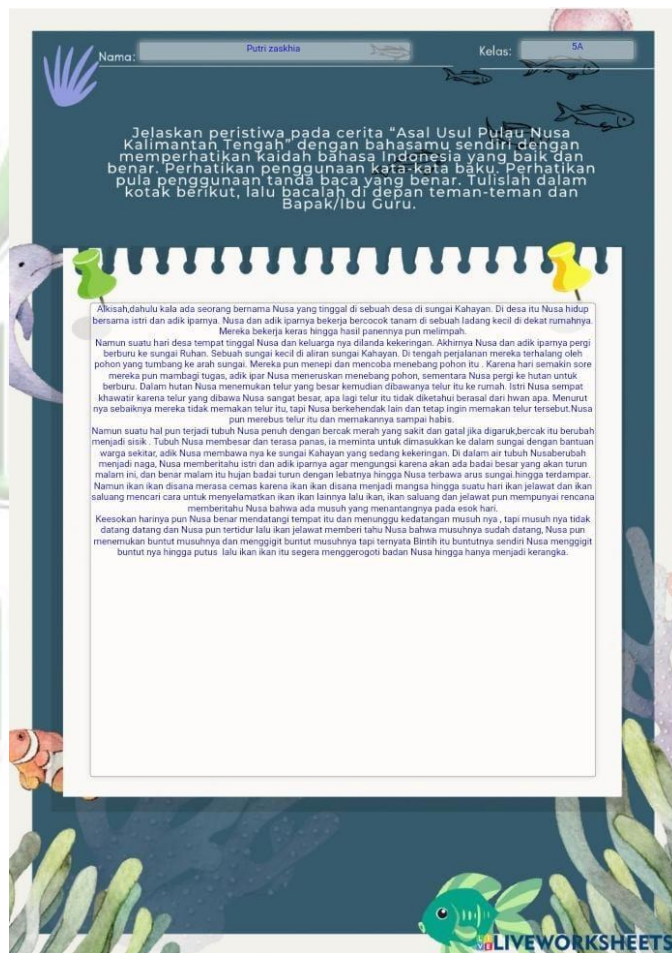 Nama:
Putri zaskhia
Kelas:
5A
Jelaskan peristiwa pada cerita “Asal Usul Pulau Nusa
Kalimantan Tengah” dengan bahasamu sendiri dengan
memperhatikan kaidah bahasa Indonesia yang baik dan
benar. Perhatikan penggunaan kata-kata baku. Perhatikan
pula penggunaan tanda baca yang benar. Tulislah dalam
kotak berikut, lalu bacalah di depan teman-teman dan
Bapak/Ibu Guru.
Alkisah,dahulu kala ada seorang bernama Nusa yang tinggal di sebuah desa di sungai Kahayan. Di desa itu Nusa hidup
bersama istri dan adik iparnya. Nusa dan adik iparnya bekerja bercocok tanam di sebuah ladang kecil di dekat rumahnya.
Mereka bekerja keras hingga hasil panennya pun melimpah.
Namun suatu hari desa tempat tinggal Nusa dan keluarga nya dilanda kekeringan. Akhirnya Nusa dan adik iparnya pergi
berburu ke sungai Ruhan. Sebuah sungai kecil di aliran sungai Kahayan. Di tengah perjalanan mereka terhalang oleh
pohon yang tumbang ke arah sungai. Mereka pun menepi dan mencoba menebang pohon itu . Karena hari semakin sore
mereka pun mambagi tugas, adik ipar Nusa meneruskan menebang pohon, sementara Nusa pergi ke hutan untuk
berburu. Dalam hutan Nusa menemukan telur yang besar kemudian dibawanya telur itu ke rumah. Istri Nusa sempat
khawatir karena telur yang dibawa Nusa sangat besar, apa lagi telur itu tidak diketahui berasal dari hwan apa. Menurut
nya sebaiknya mereka tidak memakan telur itu, tapi Nusa berkehendak lain dan tetap ingin memakan telur tersebut.Nusa
pun merebus telur itu dan memakannya sampai habis.
Namun suatu hal pun terjadi tubuh Nusa penuh dengan bercak merah yang sakit dan gatal jika digaruk,bercak itu berubah
menjadi sisik . Tubuh Nusa membesar dan terasa panas, ia meminta untuk dimasukkan ke dalam sungai dengan bantuan
warga sekitar, adik Nusa membawa nya ke sungai Kahayan yang sedang kekeringan. Di dalam air tubuh Nusaberubah
menjadi naga, Nusa memberitahu istri dan adik iparnya agar mengungsi karena akan ada badai besar yang akan turun
malam ini, dan benar malam itu hujan badai turun dengan lebatnya hingga Nusa terbawa arus sungai.hingga terdampar.
Namun ikan ikan disana merasa cemas karena ikan ikan disana menjadi mangsa hingga suatu hari ikan jelawat dan ikan
saluang mencari cara untuk menyelamatkan ikan ikan lainnya lalu ikan, ikan saluang dan jelawat pun mempunyai rencana
memberitahu Nusa bahwa ada musuh yang menantangnya pada esok hari.
Keesokan harinya pun Nusa benar mendatangi tempat itu dan menunggu kedatangan musuh nya , tapi musuh nya tidak
datang datang dan Nusa pun tertidur lalu ikan jelawat memberi tahu Nusa bahwa musuhnya sudah datang, Nusa pun
menemukan buntut musuhnya dan menggigit buntut musuhnya tapi ternyata Bintih itu buntutnya sendiri Nusa menggigit
buntut nya hingga putus lalu ikan ikan itu segera menggerogoti badan Nusa hingga hanya menjadi kerangka.
LIVE
LIVEWORKSHEETS